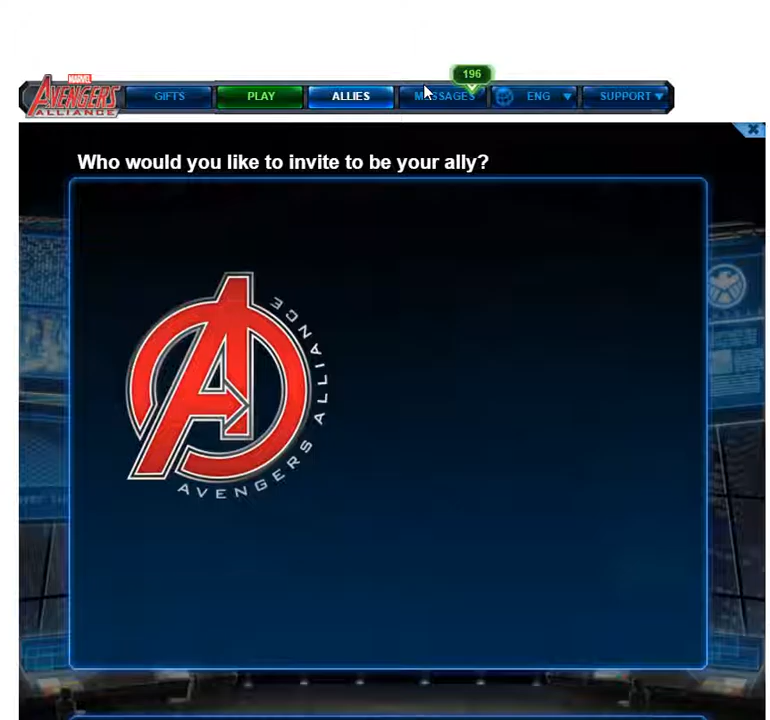 196
MARVEL
AVENGERS
ALLIANCE
GIFTS
PLAY
ALLIES
MESSAGES
ENG
SUPPORT
Who would you like to invite to be your ally?
AVENGERS ALLIANCE